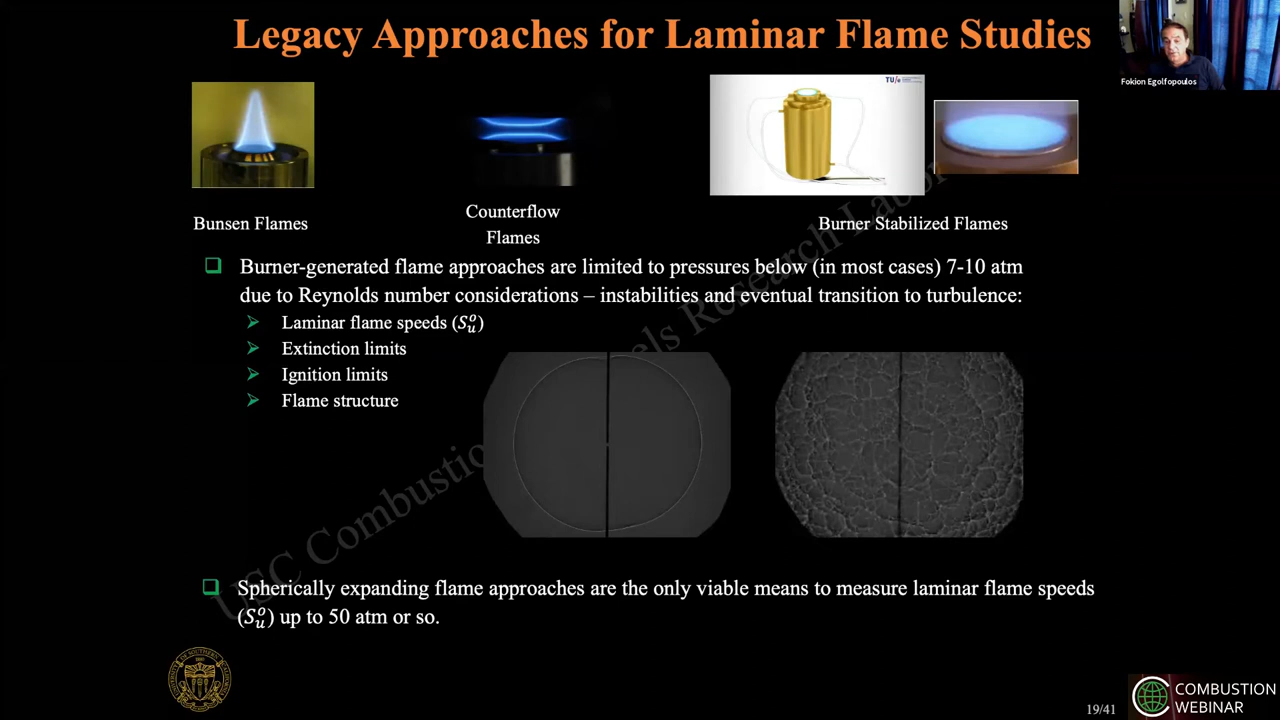 Legacy Approaches for Laminar Flame Studies
Fokion Egolfopoulos
TU/e
Bunsen Flames
Counterflow
Flames
Burner Stabilized Flames
❑ Burner-generated flame approaches are limited to pressures below (in most cases) 7-10 atm
due to Reynolds number considerations – instabilities and eventual transition to turbulence:
➢ Laminar flame speeds (Sᵤᵒ)
➢ Extinction limits
➢ Ignition limits
➢ Flame structure
❑ Spherically expanding flame approaches are the only viable means to measure laminar flame speeds
(Sᵤᵒ) up to 50 atm or so.
19/41
COMBUSTION
WEBINAR